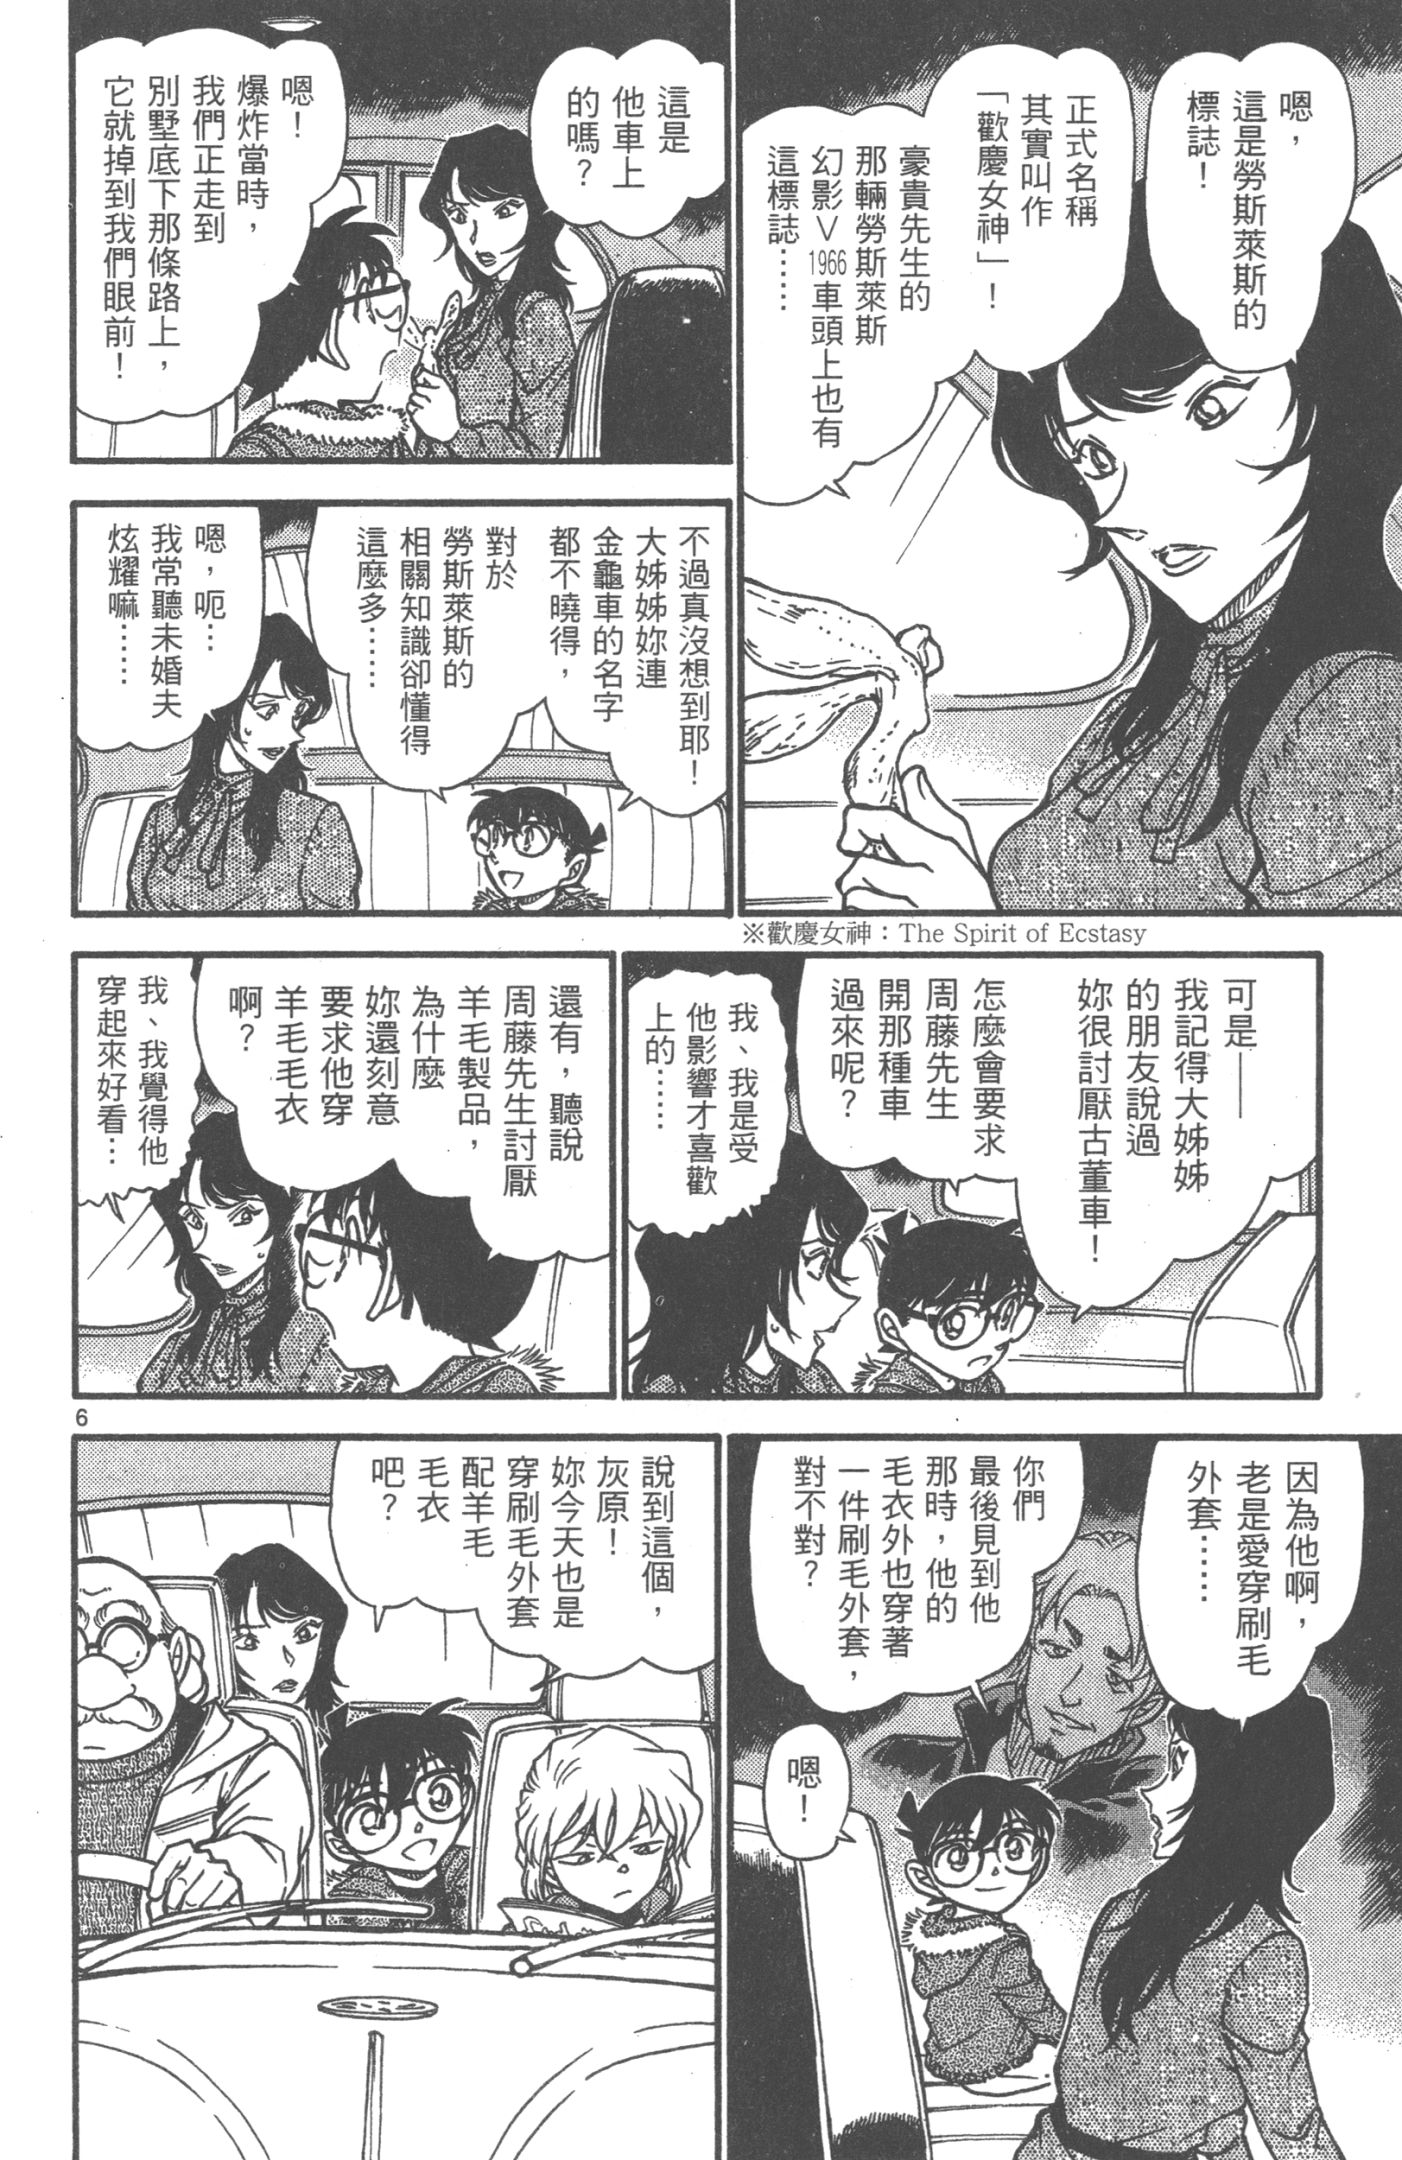 嗯，
這是勞斯萊斯的
標誌！
正式名稱
其實叫作
「歡慶女神」！
豪貴先生的
那輛勞斯萊斯
幻影V1966車頭上也有
這標誌……
※歡慶女神：The Spirit of Ecstasy
這是
他車上
的嗎？
嗯！
爆炸當時，
我們正走到
別墅底下那條路上，
它就掉到我們眼前！
不過真沒想到耶！
大姊姊妳連
金龜車的名字
都不曉得，
對於
勞斯萊斯的
相關知識卻懂得
這麼多……
嗯，呃…
我常聽未婚夫
炫耀嘛……
可是——
我記得大姊姊
的朋友說過
妳很討厭古董車！
怎麼會要求
周藤先生
開那種車
過來呢？
我、我是受
他影響才喜歡
上的……
還有，聽說
周藤先生討厭
羊毛製品，
為什麼
妳還刻意
要求他穿
羊毛毛衣
啊？
我、我覺得他
穿起來好看…
6
因為他啊，
老是愛穿刷毛
外套……
你們
最後見到他
那時，他的
毛衣外也穿著
一件刷毛外套，
對不對？
嗯！
說到這個，
灰原！
妳今天也是
穿刷毛外套
配羊毛
毛衣
吧？